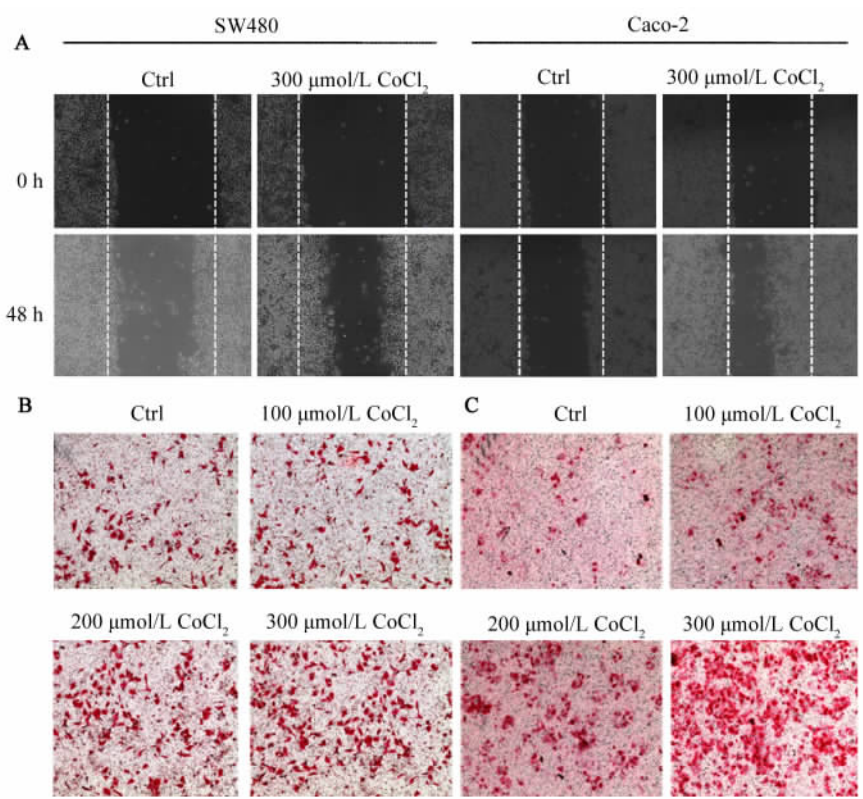 A
SW480
Caco-2
Ctrl
300 μmol/L CoCl₂
Ctrl
300 μmol/L CoCl₂
0 h
48 h
B
Ctrl
100 μmol/L CoCl₂
C
Ctrl
100 μmol/L CoCl₂
200 μmol/L CoCl₂
300 μmol/L CoCl₂
200 μmol/L CoCl₂
300 μmol/L CoCl₂